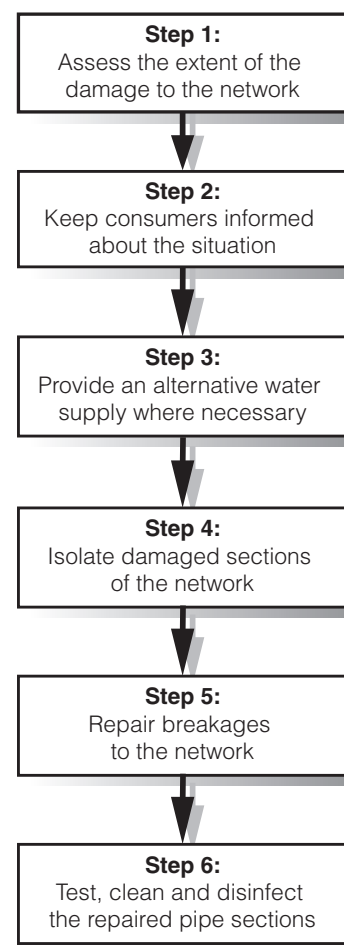 Step 1:
Assess the extent of the
damage to the network
Step 2:
Keep consumers informed
about the situation
Step 3:
Provide an alternative water
supply where necessary
Step 4:
Isolate damaged sections
of the network
Step 5:
Repair breakages
to the network
Step 6:
Test, clean and disinfect
the repaired pipe sections